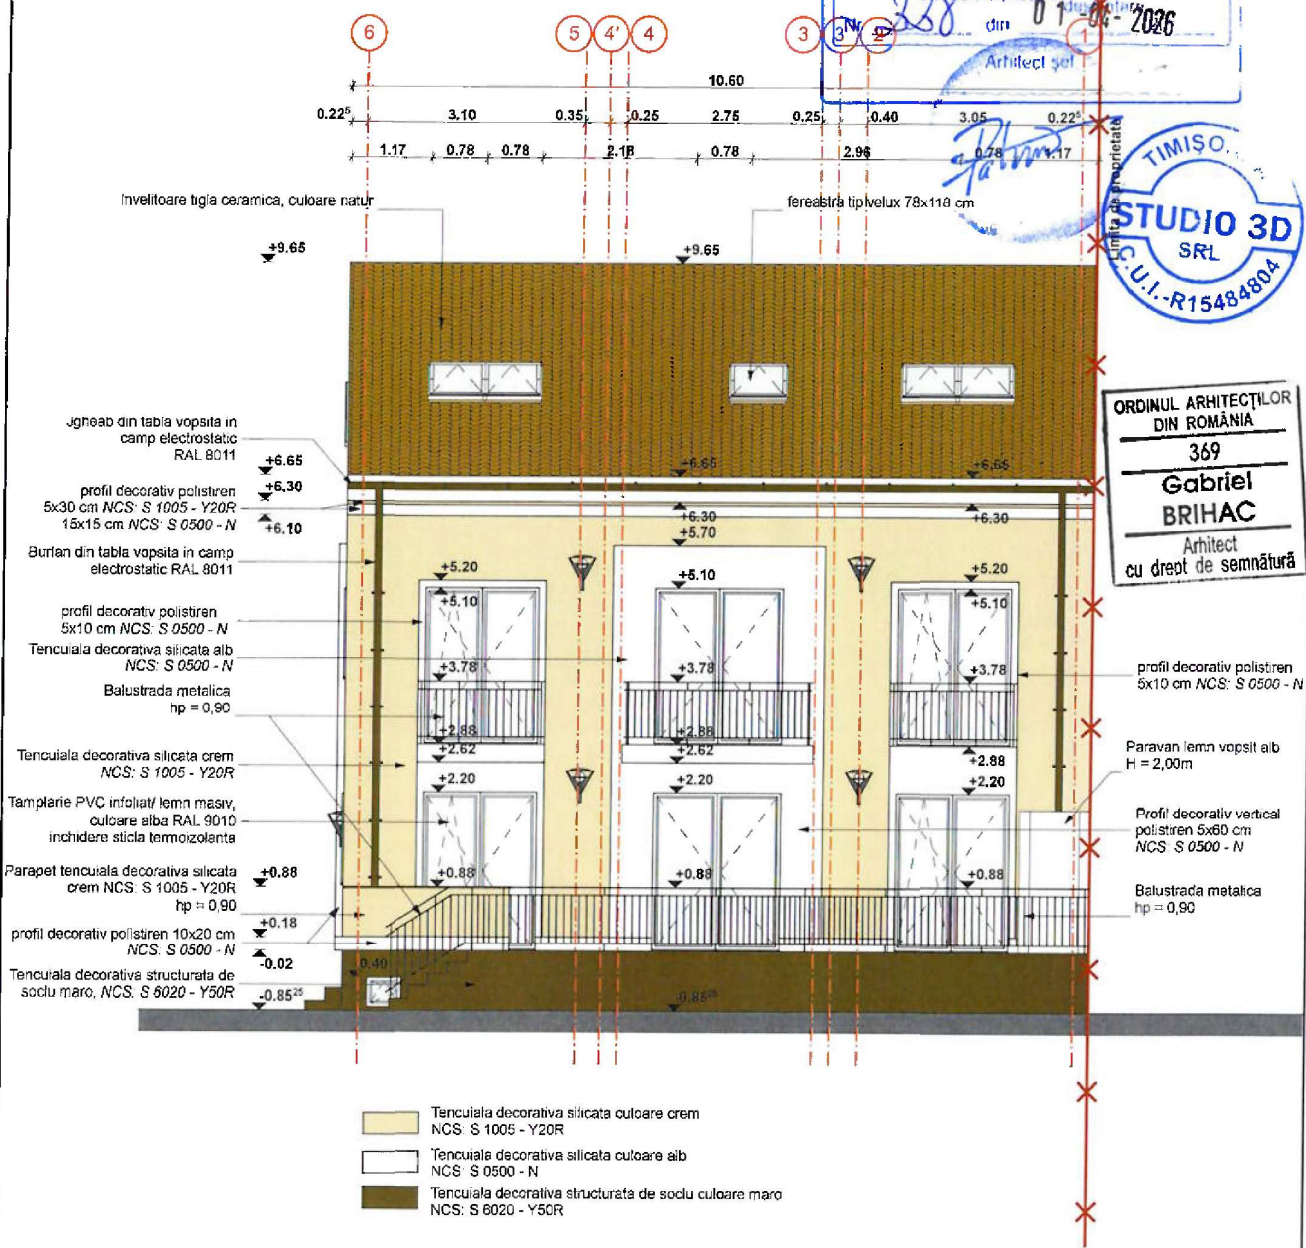 6
5
4'
4
3
3'
2
1
Nr. 338 din 01 -04- 2026
Arhitect șef
10.60
0.22⁵ 3.10 0.35 0.25 2.75 0.25 0.40 3.05 0.22⁵
1.17 0.78 0.78 2.18 0.78 2.96 0.78 1.17
Limita de proprietate
TIMIȘO
STUDIO 3D
SRL
C.U.I.-R15484804
Invelitoare tigla ceramica, culoare natur
fereastra tip velux 78x118 cm
+9.65
+9.65
ORDINUL ARHITECȚILOR
DIN ROMÂNIA
369
Gabriel
BRIHAC
Arhitect
cu drept de semnătură
Jgheab din tabla vopsita in
camp electrostatic
RAL 8011
+6.65
+6.30
+6.10
profil decorativ polistiren
5x30 cm NCS: S 1005 - Y20R
15x15 cm NCS: S 0500 - N
Burlan din tabla vopsita in camp
electrostatic RAL 8011
profil decorativ polistiren
5x10 cm NCS: S 0500 - N
Tencuiala decorativa silicata alb
NCS: S 0500 - N
Balustrada metalica
hp = 0,90
Tencuiala decorativa silicata crem
NCS: S 1005 - Y20R
Tamplarie PVC infoliat/ lemn masiv,
culoare alba RAL 9010
inchidere sticla termoizolanta
Parapet tencuiala decorativa silicata
crem NCS: S 1005 - Y20R
hp = 0,90
+0.88
+0.18
profil decorativ polistiren 10x20 cm
NCS: S 0500 - N
-0.02
Tencuiala decorativa structurata de
soclu maro, NCS: S 6020 - Y50R
-0.85²⁵
+6.65
+6.65
+6.30
+6.30
+5.70
+5.20
+5.10
+5.20
+5.10
+5.10
+3.78
+3.78
+3.78
+2.88
+2.88
+2.62
+2.62
+2.88
+2.20
+2.20
+2.20
+0.88
+0.88
+0.88
0.40
-0.85²⁵
profil decorativ polistiren
5x10 cm NCS: S 0500 - N
Paravan lemn vopsit alb
H = 2,00m
Profil decorativ vertical
polistiren 5x60 cm
NCS: S 0500 - N
Balustrada metalica
hp = 0,90
Tencuiala decorativa silicata culoare crem
NCS: S 1005 - Y20R
Tencuiala decorativa silicata culoare alb
NCS: S 0500 - N
Tencuiala decorativa structurata de soclu culoare maro
NCS: S 6020 - Y50R